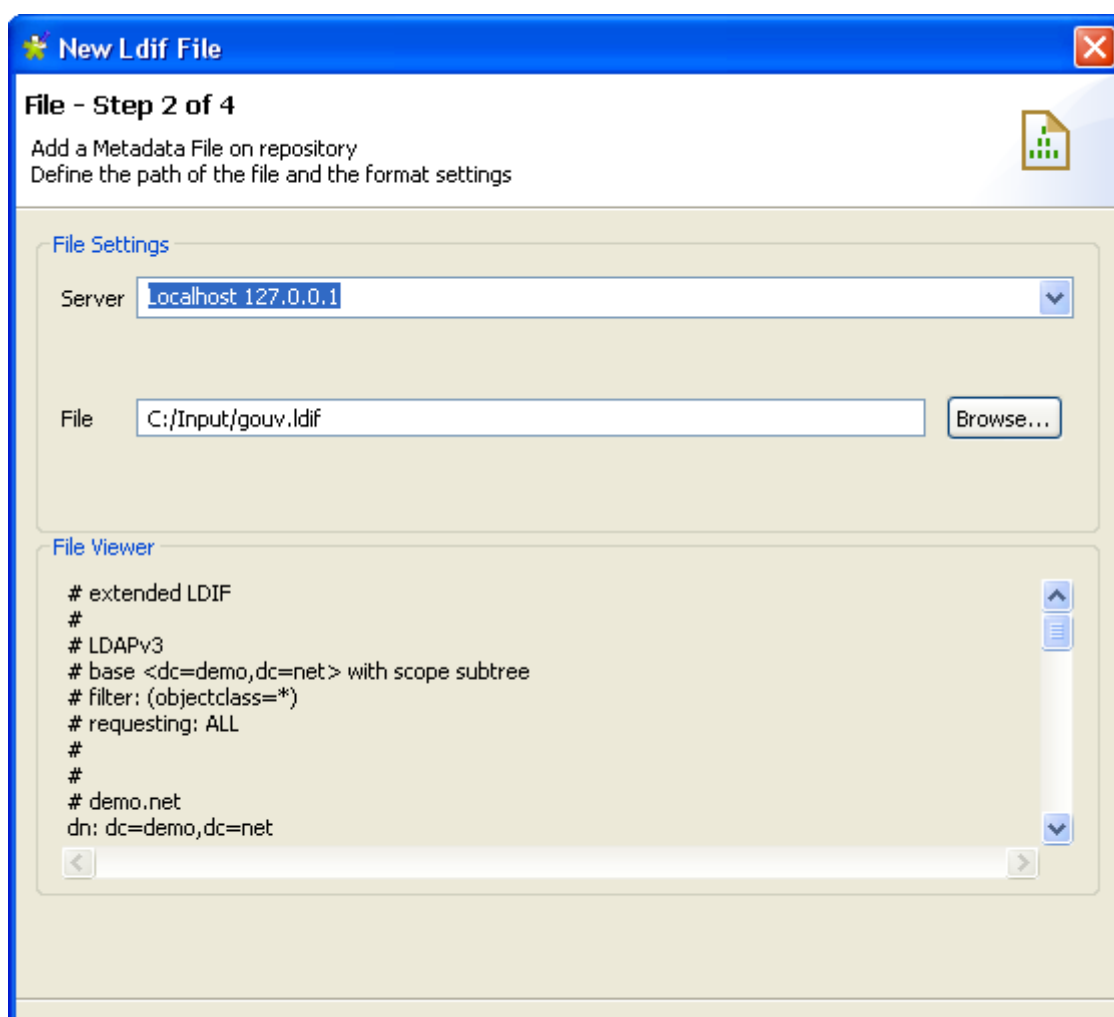 New Ldif File
File - Step 2 of 4
Add a Metadata File on repository
Define the path of the file and the format settings
File Settings
Server Localhost 127.0.0.1
File C:/Input/gouv.ldif Browse...
File Viewer
# extended LDIF
#
# LDAPv3
# base <dc=demo,dc=net> with scope subtree
# filter: (objectclass=*)
# requesting: ALL
#
#
# demo.net
dn: dc=demo,dc=net